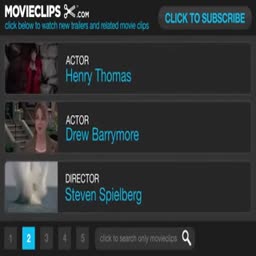 MOVIECLIPS .COM
click below to watch new trailers and related movie clips
CLICK TO SUBSCRIBE
ACTOR
Henry Thomas
ACTOR
Drew Barrymore
DIRECTOR
Steven Spielberg
1 2 3 4 5 click to search only movieclips